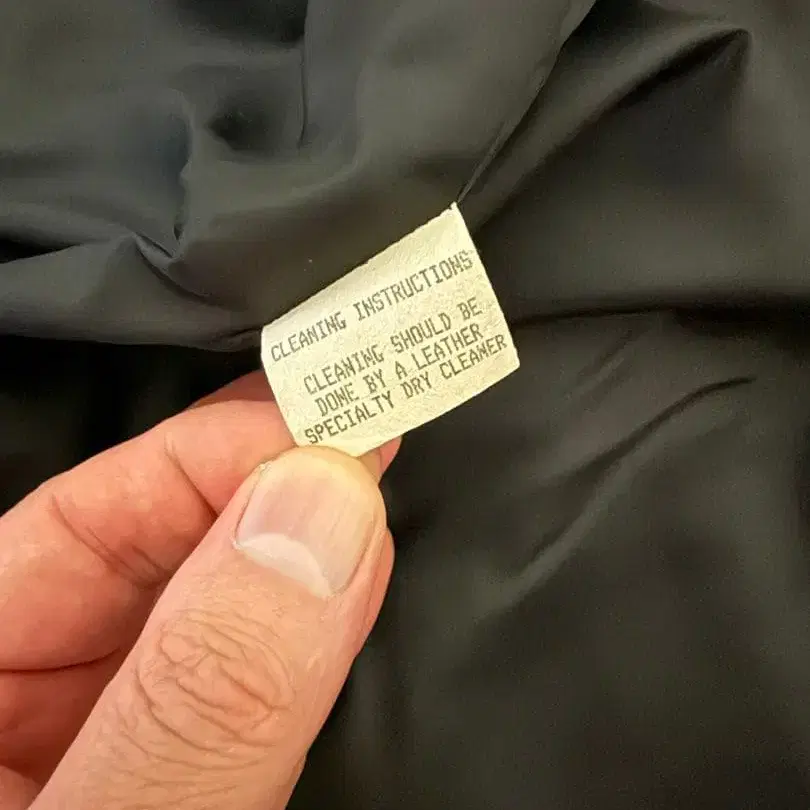 CLEANING INSTRUCTIONS
CLEANING SHOULD BE
DONE BY A LEATHER
SPECIALTY DRY CLEANER